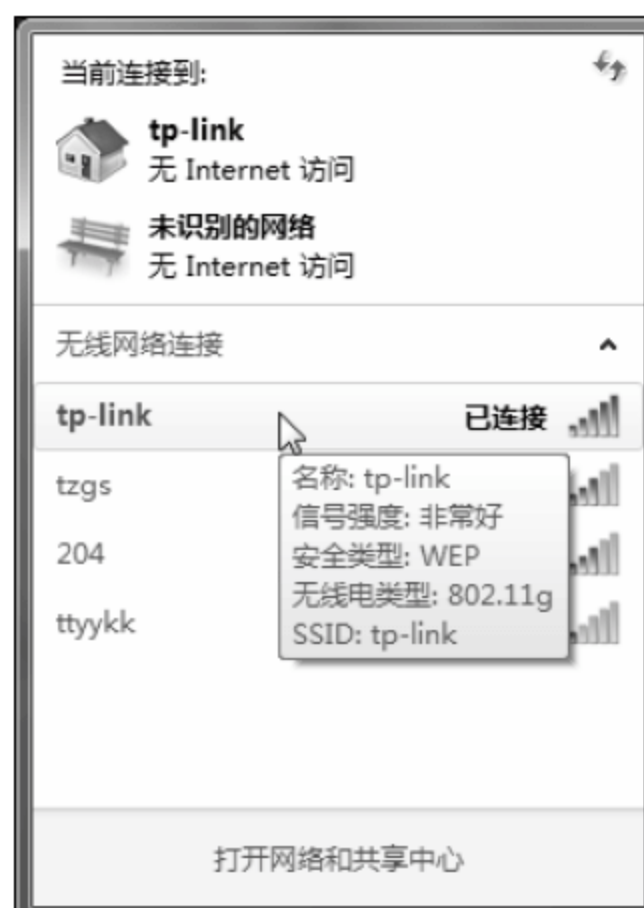 当前连接到:
tp-link
无 Internet 访问
未识别的网络
无 Internet 访问
无线网络连接
tp-link 已连接
tzgs
204
ttyykk
名称: tp-link
信号强度: 非常好
安全类型: WEP
无线电类型: 802.11g
SSID: tp-link
打开网络和共享中心